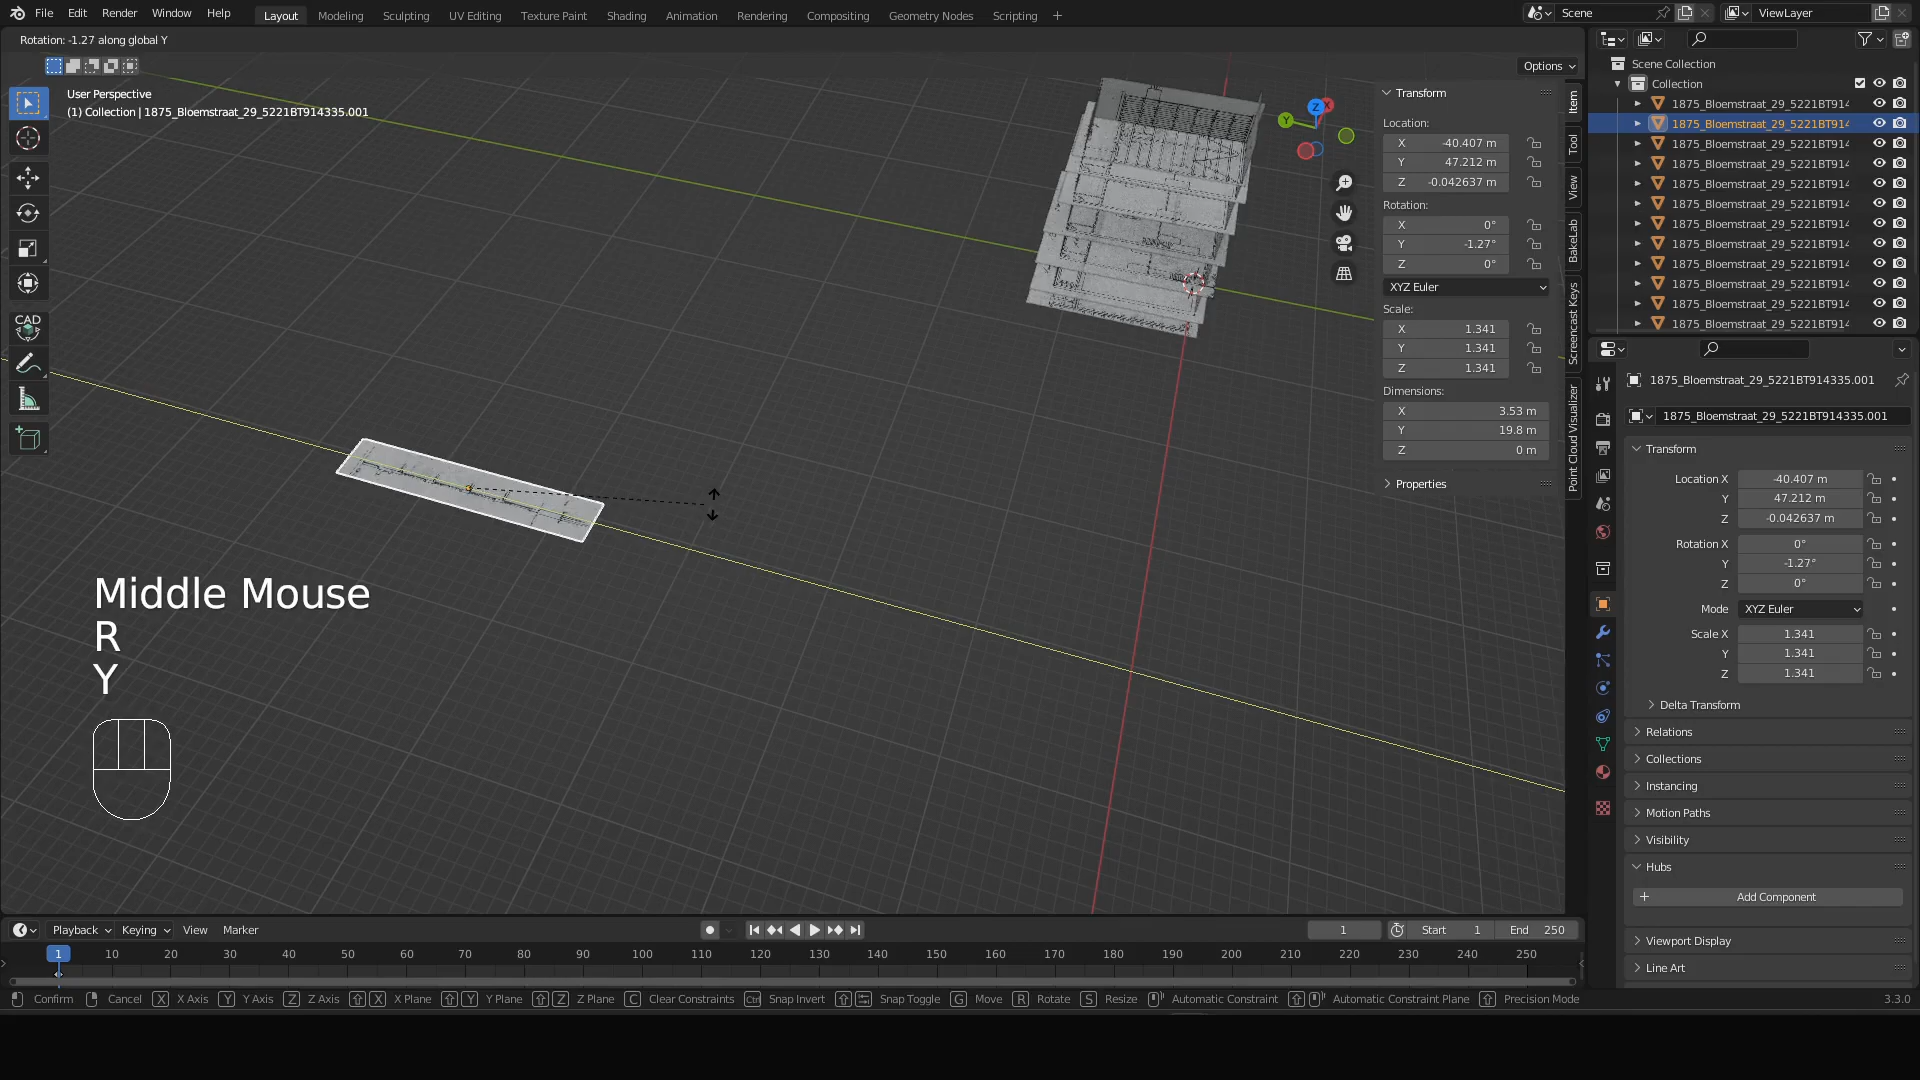 File Edit Render Window Help Layout Modeling Sculpting UV Editing Texture Paint Shading Animation Rendering Compositing Geometry Nodes Scripting + Scene ViewLayer
Rotation: -1.27 along global Y
Options
User Perspective
(1) Collection | 1875_Bloemstraat_29_5221BT914335.001
CAD
Middle Mouse
R
Y
X
Y
Z
Transform
Location:
X -40.407 m
Y 47.212 m
Z -0.042637 m
Rotation:
X 0°
Y -1.27°
Z 0°
XYZ Euler
Scale:
X 1.341
Y 1.341
Z 1.341
Dimensions:
X 3.53 m
Y 19.8 m
Z 0 m
Properties
Item
Tool
View
BakeLab
Screencast Keys
Point Cloud Visualizer
Scene Collection
Collection
1875_Bloemstraat_29_5221BT914
1875_Bloemstraat_29_5221BT914
1875_Bloemstraat_29_5221BT914
1875_Bloemstraat_29_5221BT914
1875_Bloemstraat_29_5221BT914
1875_Bloemstraat_29_5221BT914
1875_Bloemstraat_29_5221BT914
1875_Bloemstraat_29_5221BT914
1875_Bloemstraat_29_5221BT914
1875_Bloemstraat_29_5221BT914
1875_Bloemstraat_29_5221BT914
1875_Bloemstraat_29_5221BT914
1875_Bloemstraat_29_5221BT914335.001
1875_Bloemstraat_29_5221BT914335.001
Transform
Location X -40.407 m
Y 47.212 m
Z -0.042637 m
Rotation X 0°
Y -1.27°
Z 0°
Mode XYZ Euler
Scale X 1.341
Y 1.341
Z 1.341
Delta Transform
Relations
Collections
Instancing
Motion Paths
Visibility
Hubs
+ Add Component
Viewport Display
Line Art
Playback Keying View Marker 1 Start 1 End 250
1 10 20 30 40 50 60 70 80 90 100 110 120 130 140 150 160 170 180 190 200 210 220 230 240 250
Confirm Cancel X X Axis Y Y Axis Z Z Axis X X Plane Y Y Plane Z Z Plane C Clear Constraints Ctrl Snap Invert Snap Toggle G Move R Rotate S Resize Automatic Constraint Automatic Constraint Plane Precision Mode 3.3.0